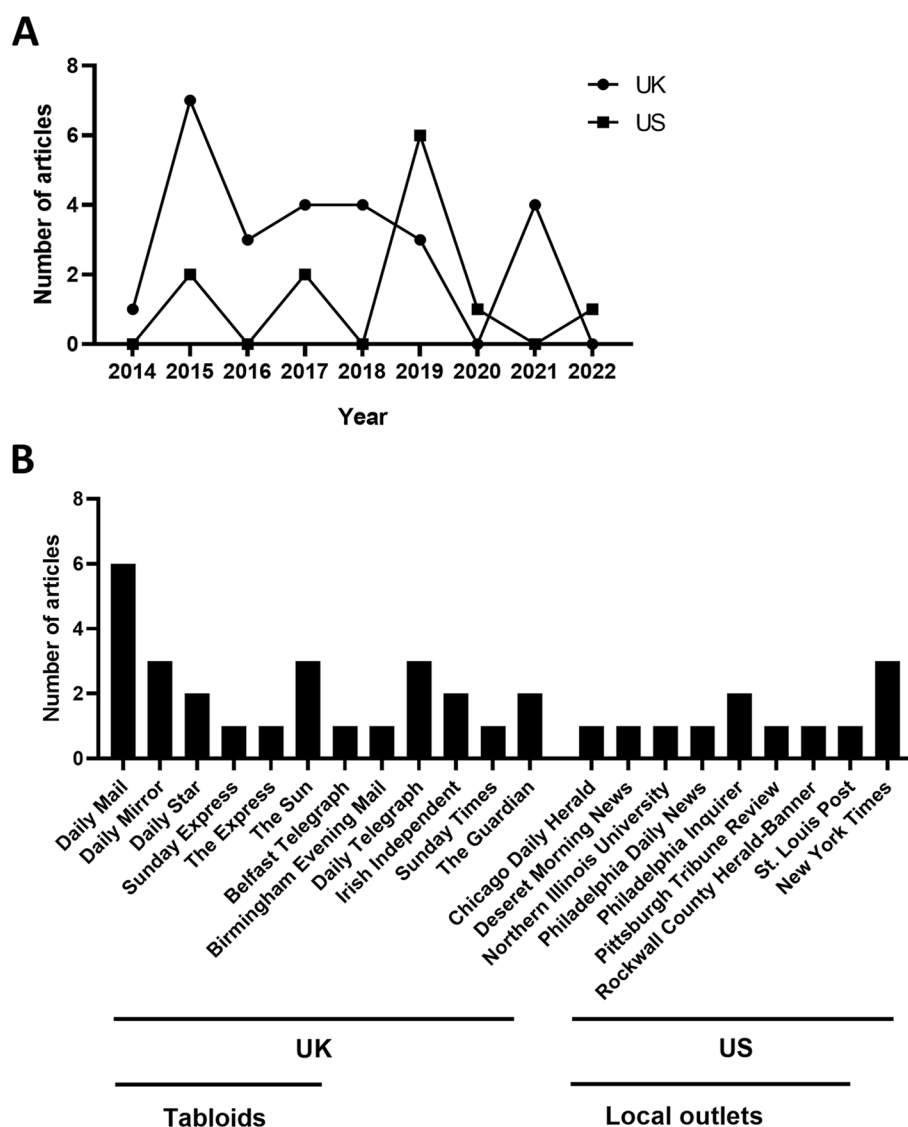 A
8
6
4
2
0
Number of articles
2014 2015 2016 2017 2018 2019 2020 2021 2022
Year
UK
US
B
8
6
4
2
0
Number of articles
Daily Mail
Daily Mirror
Daily Star
Sunday Express
The Express
The Sun
Belfast Telegraph
Birmingham Evening Mail
Daily Telegraph
Irish Independent
Sunday Times
The Guardian
Chicago Daily Herald
Deseret Morning News
Northern Illinois University
Philadelphia Daily News
Philadelphia Inquirer
Pittsburgh Tribune Review
Rockwall County Herald-Banner
St. Louis Post
New York Times
UK US
Tabloids Local outlets